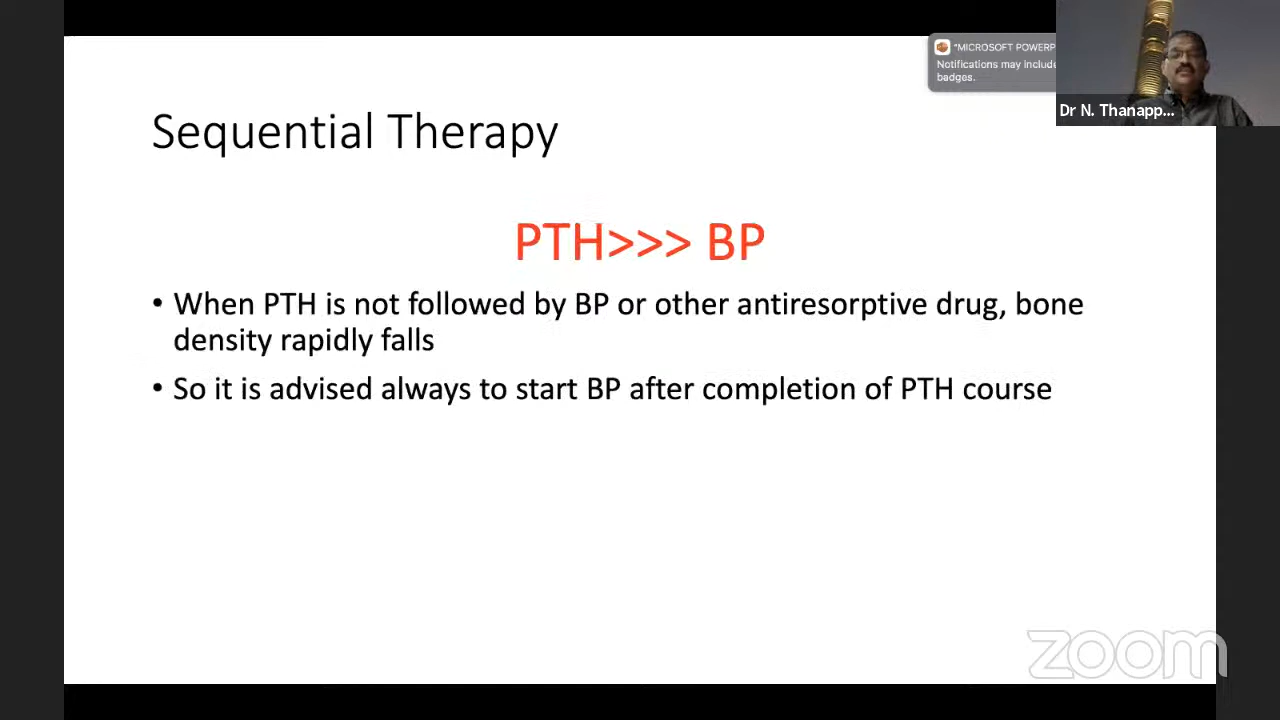 "MICROSOFT POWERP
Notifications may include
badges.
Dr N. Thanapp...
Sequential Therapy
PTH>>> BP
• When PTH is not followed by BP or other antiresorptive drug, bone
density rapidly falls
• So it is advised always to start BP after completion of PTH course
zoom